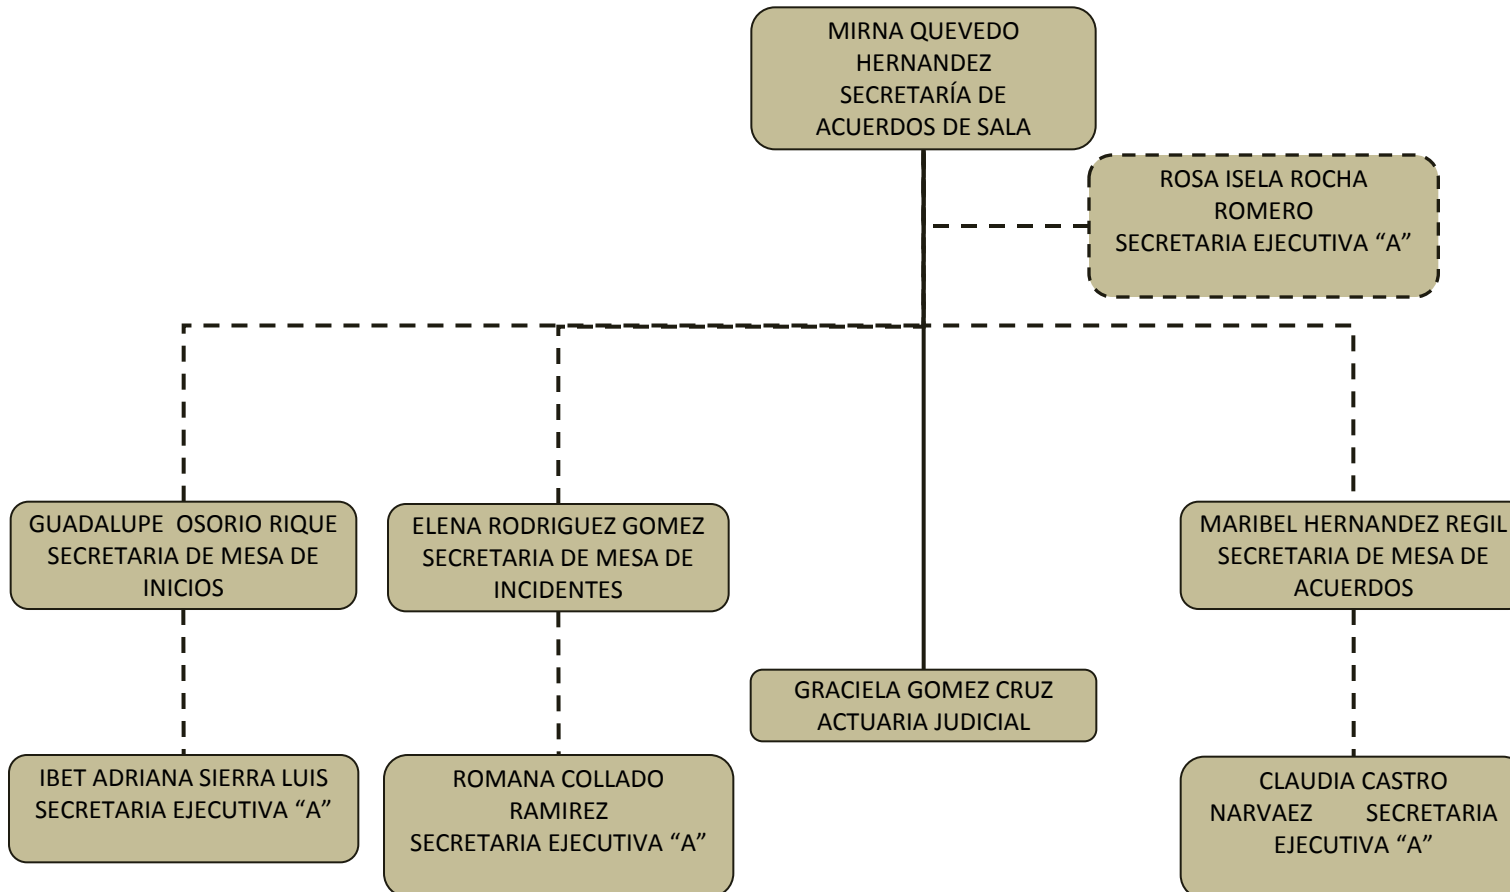 MIRNA QUEVEDO
HERNANDEZ
SECRETARÍA DE
ACUERDOS DE SALA
ROSA ISELA ROCHA
ROMERO
SECRETARIA EJECUTIVA “A”
GUADALUPE OSORIO RIQUE
SECRETARIA DE MESA DE
INICIOS
ELENA RODRIGUEZ GOMEZ
SECRETARIA DE MESA DE
INCIDENTES
MARIBEL HERNANDEZ REGIL
SECRETARIA DE MESA DE
ACUERDOS
GRACIELA GOMEZ CRUZ
ACTUARIA JUDICIAL
IBET ADRIANA SIERRA LUIS
SECRETARIA EJECUTIVA “A”
ROMANA COLLADO
RAMIREZ
SECRETARIA EJECUTIVA “A”
CLAUDIA CASTRO
NARVAEZ SECRETARIA
EJECUTIVA “A”